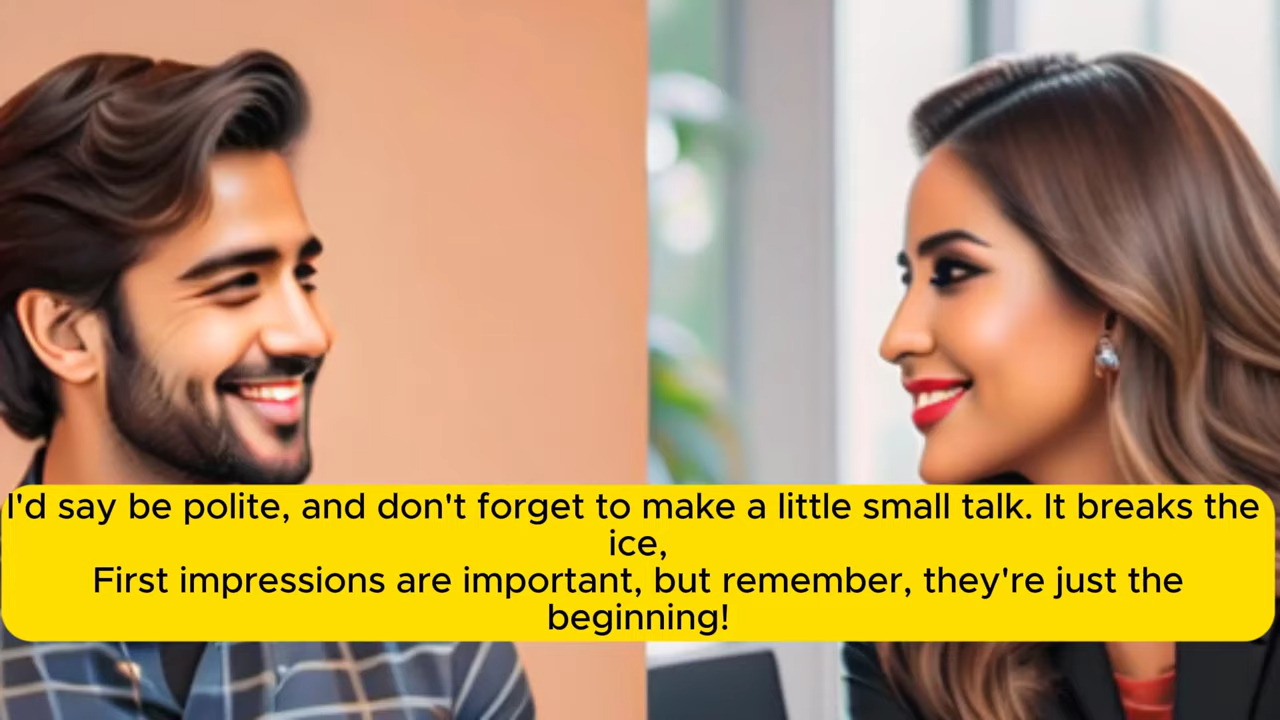 I'd say be polite, and don't forget to make a little small talk. It breaks the
ice,
First impressions are important, but remember, they're just the
beginning!